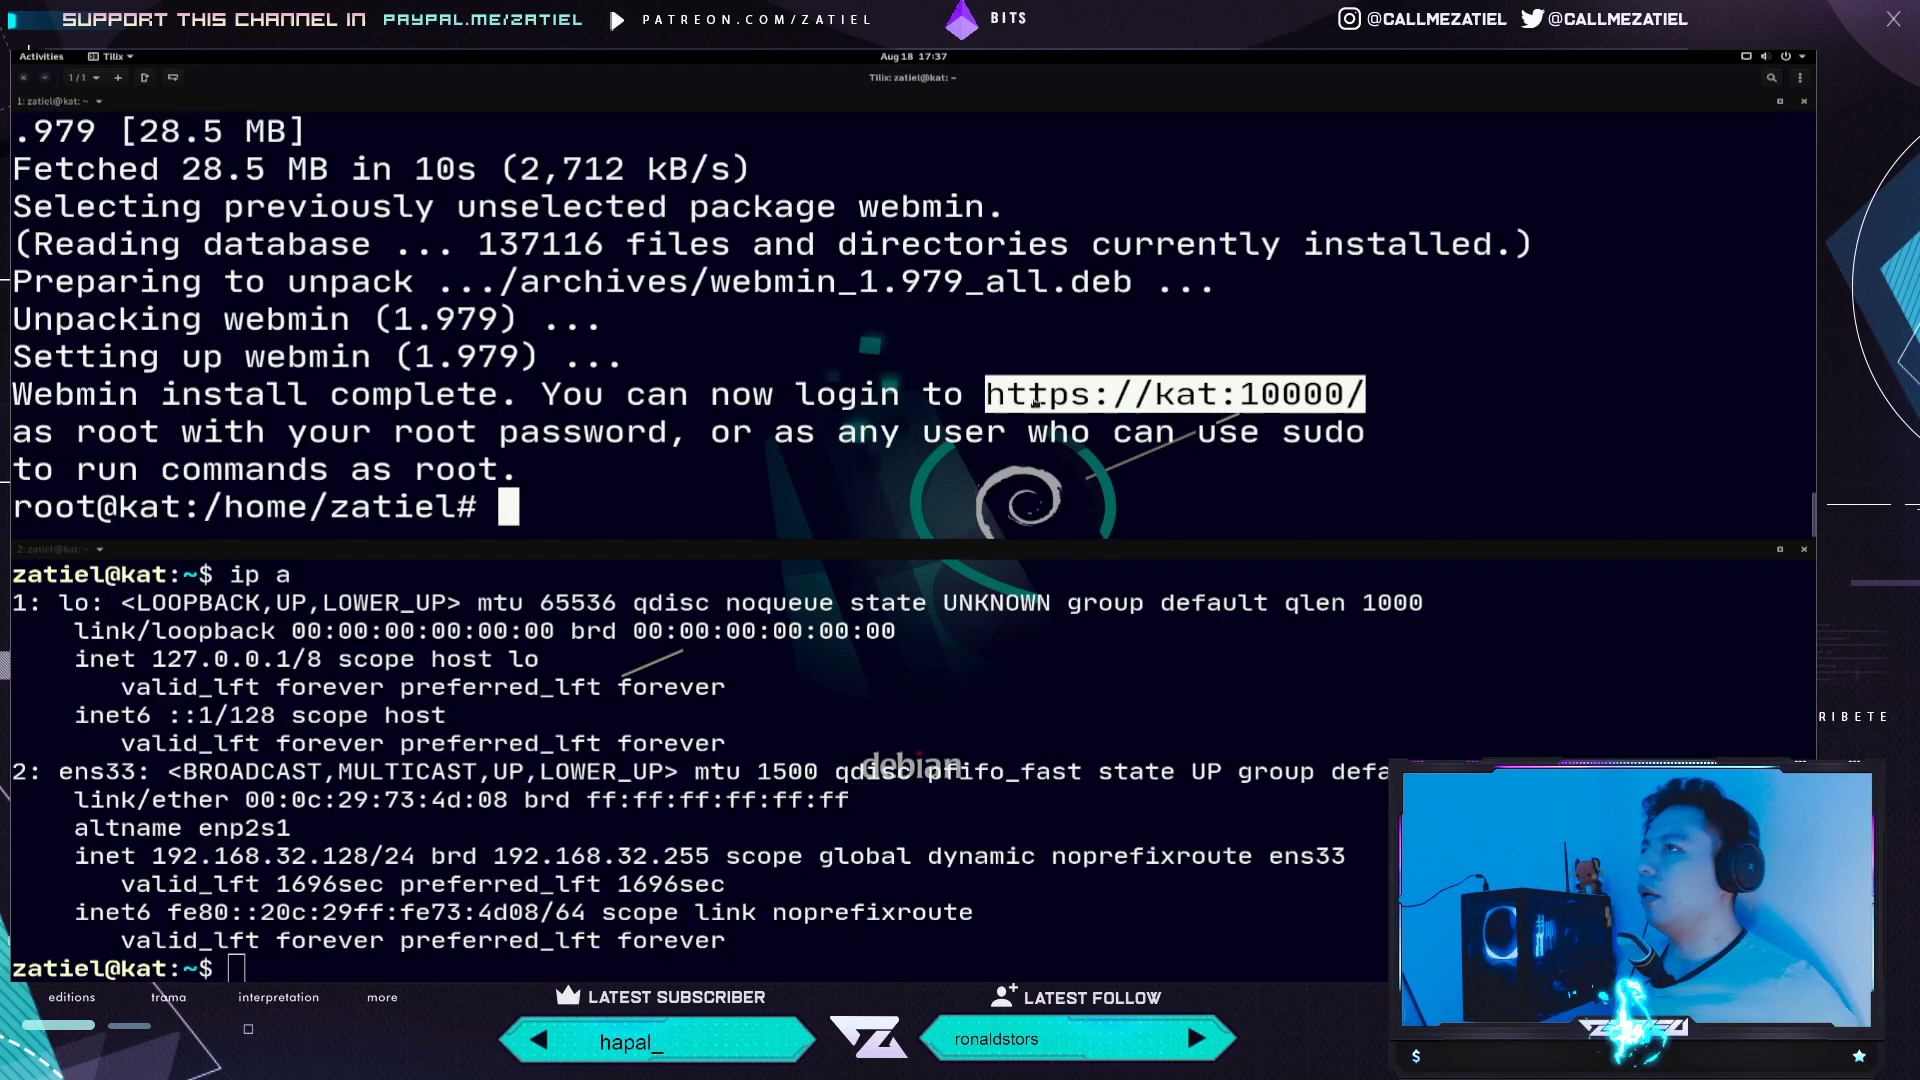 SUPPORT THIS CHANNEL IN PAYPAL.ME/ZATIEL PATREON.COM/ZATIEL BITS @CALLMEZATIEL @CALLMEZATIEL
Activities Tilix Aug 18 17:37
1/1 Tilix: zatiel@kat: ~
1: zatiel@kat: ~
.979 [28.5 MB]
Fetched 28.5 MB in 10s (2,712 kB/s)
Selecting previously unselected package webmin.
(Reading database ... 137116 files and directories currently installed.)
Preparing to unpack .../archives/webmin_1.979_all.deb ...
Unpacking webmin (1.979) ...
Setting up webmin (1.979) ...
Webmin install complete. You can now login to https://kat:10000/
as root with your root password, or as any user who can use sudo
to run commands as root.
root@kat:/home/zatiel#
2: zatiel@kat: ~
zatiel@kat:~$ ip a
1: lo: <LOOPBACK,UP,LOWER_UP> mtu 65536 qdisc noqueue state UNKNOWN group default qlen 1000
link/loopback 00:00:00:00:00:00 brd 00:00:00:00:00:00
inet 127.0.0.1/8 scope host lo
valid_lft forever preferred_lft forever
inet6 ::1/128 scope host
valid_lft forever preferred_lft forever
2: ens33: <BROADCAST,MULTICAST,UP,LOWER_UP> mtu 1500 qdisc pfifo_fast state UP group defa
link/ether 00:0c:29:73:4d:08 brd ff:ff:ff:ff:ff:ff
altname enp2s1
inet 192.168.32.128/24 brd 192.168.32.255 scope global dynamic noprefixroute ens33
valid_lft 1696sec preferred_lft 1696sec
inet6 fe80::20c:29ff:fe73:4d08/64 scope link noprefixroute
valid_lft forever preferred_lft forever
zatiel@kat:~$
debian
RIBETE
editions trama interpretation more
LATEST SUBSCRIBER LATEST FOLLOW
hapal_ ronaldstors